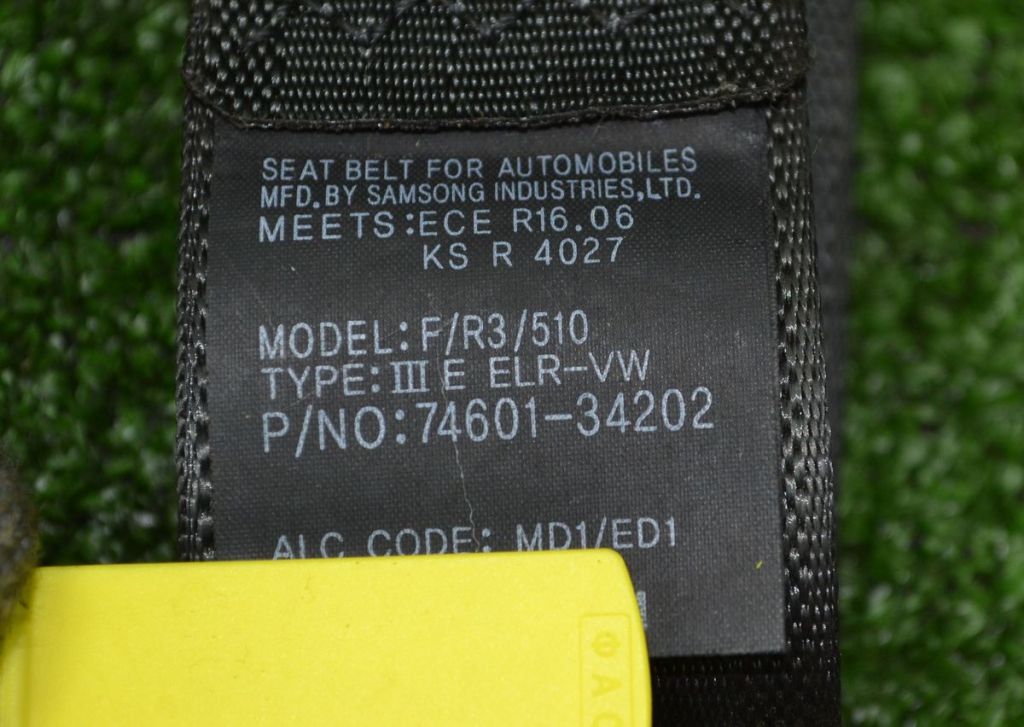 SEAT BELT FOR AUTOMOBILES
MFD.BY SAMSONG INDUSTRIES,LTD.
MEETS:ECE R16.06
KS R 4027
MODEL: F/R3/510
TYPE: III E ELR-VW
P/NO:74601-34202
ALC CODE: MD1/ED1